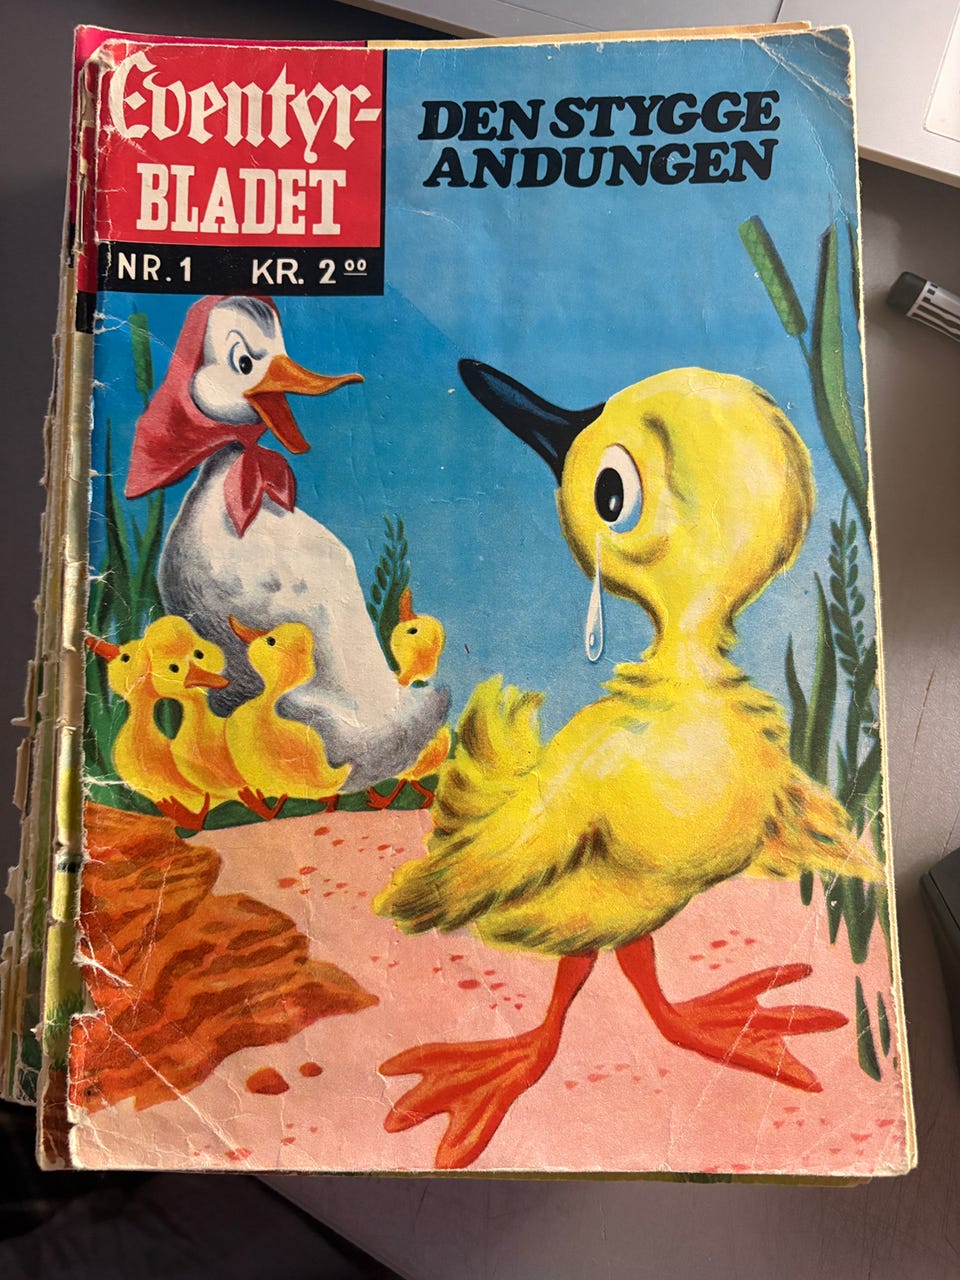 Eventyr-
BLADET
NR. 1 KR. 2 00
DEN STYGGE
ANDUNGEN